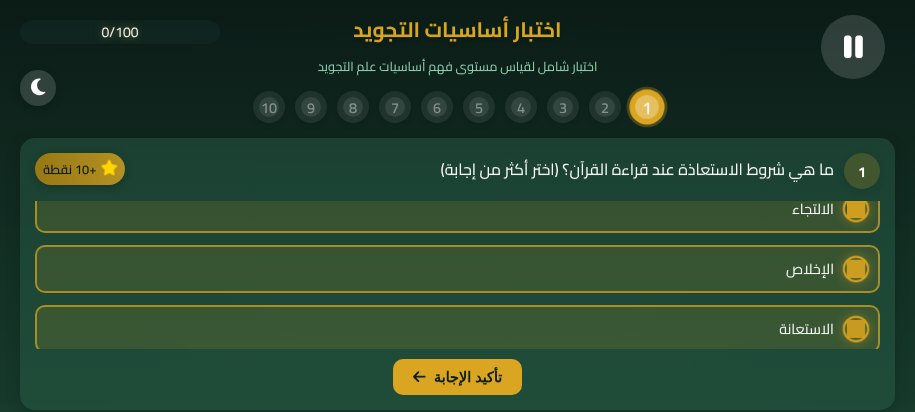 اختبار أساسيات التجويد
0/100
اختبار شامل لقياس مستوى فهم أساسيات علم التجويد
1 2 3 4 5 6 7 8 9 10
1
ما هي شروط الاستعاذة عند قراءة القرآن؟ (اختر أكثر من إجابة)
+10 نقطة
الالتجاء
الإخلاص
الاستعانة
تأكيد الإجابة ←